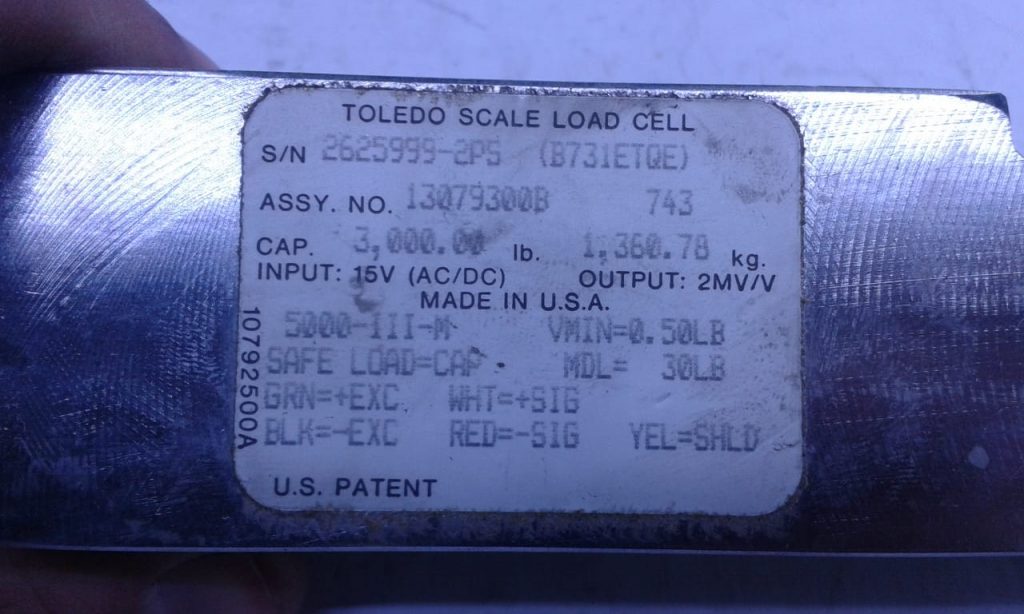 TOLEDO SCALE LOAD CELL
S/N 2625999-2PS (B731ETQE)
ASSY. NO. 13079300B 743
CAP. 3,000.00 lb. 1,360.78 kg.
INPUT: 15V (AC/DC) OUTPUT: 2MV/V
MADE IN U.S.A.
5000-III-M VMIN=0.50LB
SAFE LOAD=CAP. MDL= 30LB
GRN=+EXC WHT=+SIG
BLK=-EXC RED=-SIG YEL=SHLD
U.S. PATENT
10792500A